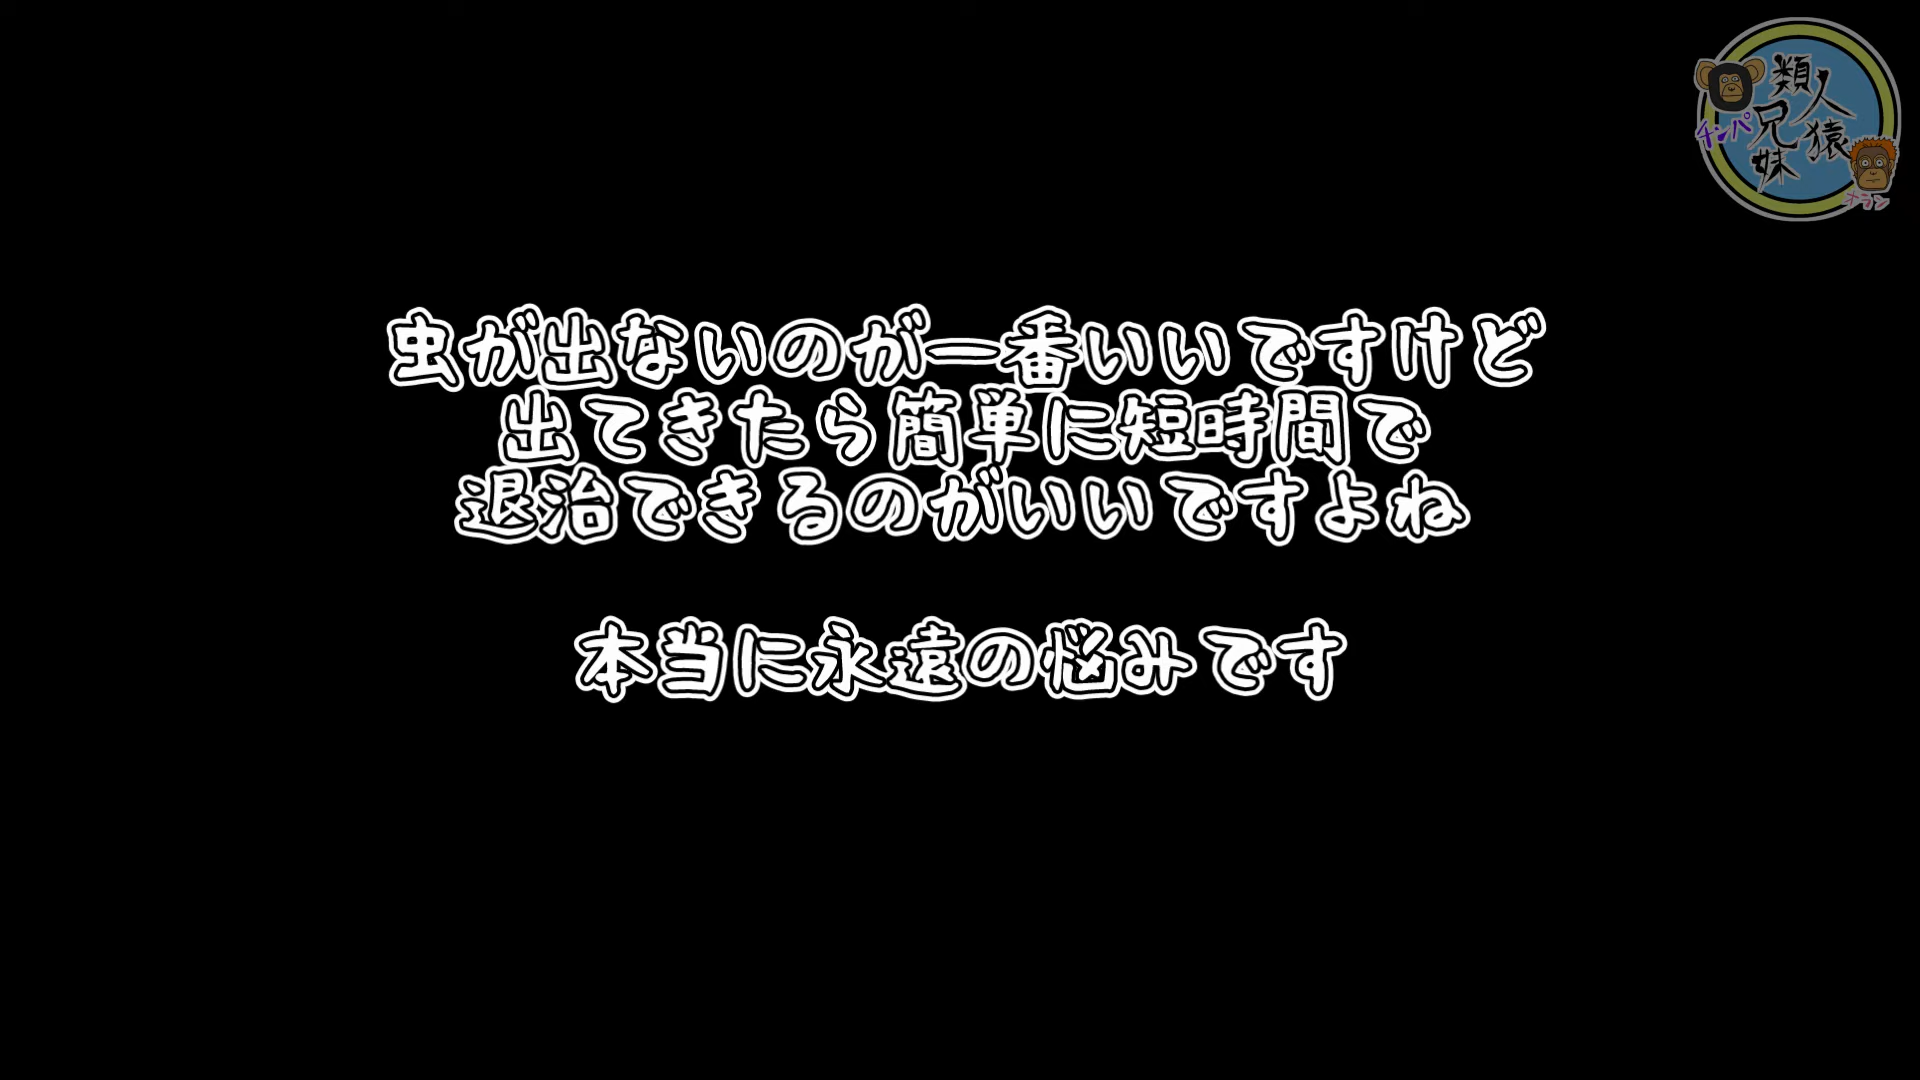 虫が出ないのが一番いいですけど
出てきたら簡単に短時間で
退治できるのがいいですよね
本当に永遠の悩みです
類人猿
兄妹
チンパ
オラン